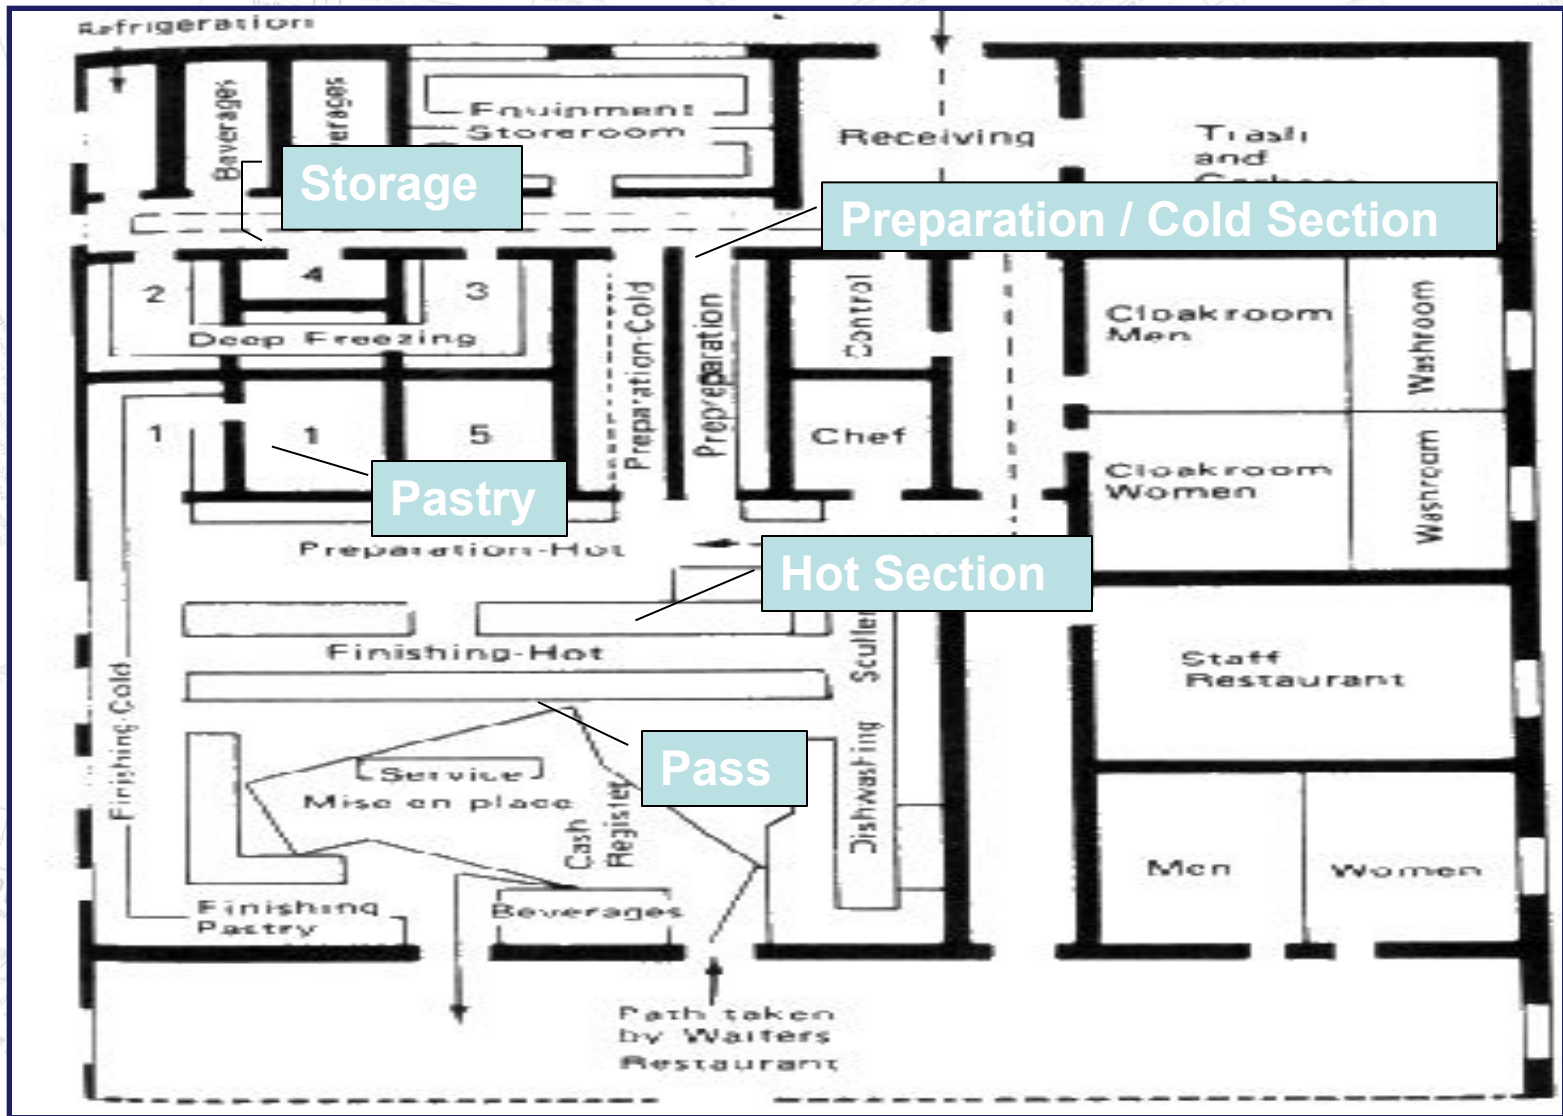 Refrigeration
Beverages
verages
Equipment
Storeroom
Receiving
Trash
and
Storage
Preparation / Cold Section
2
4
3
Deep Freezing
Preparation-Cold
Prepreparation
Control
Cloakroom
Men
Washroom
1
1
5
Chef
Cloakroom
Women
Washroom
Pastry
Preparation-Hot
Hot Section
Finishing-Hot
Sculler
Staff
Restaurant
Finishing-Cold
Pass
Service
Mise en place
Cash
Register
Dishwashing
Men
Women
Finishing
Pastry
Beverages
Path taken
by Waiters
Restaurant